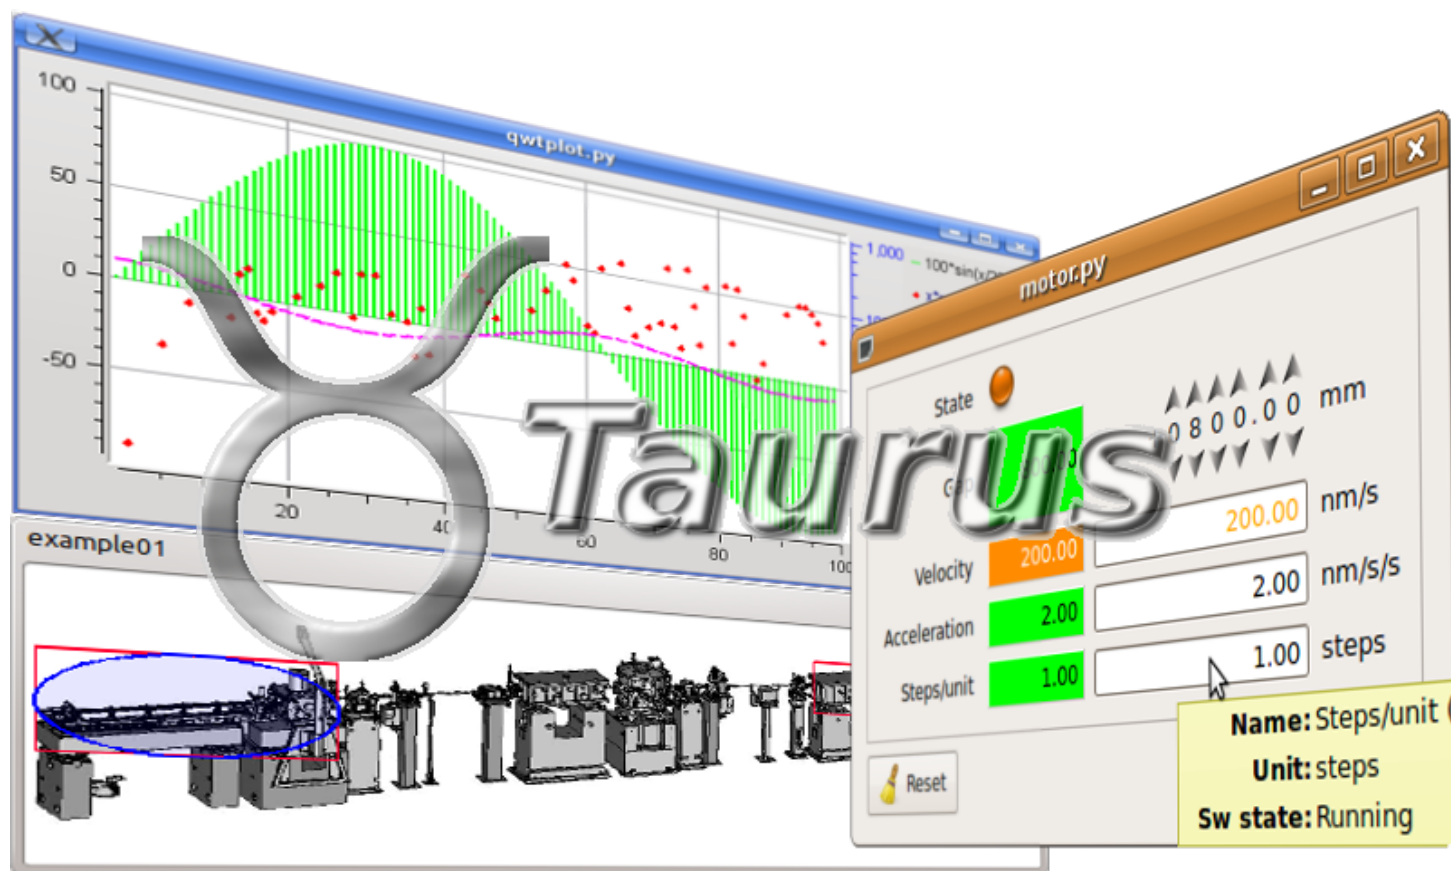 qwtplot.py
100
50
0
-50
20
40
60
80
100
1,000
100*sin(x/
example01
Taurus
motor.py
State
0800.00 mm
Gap
Velocity 200.00 200.00 nm/s
Acceleration 2.00 2.00 nm/s/s
Steps/unit 1.00 1.00 steps
Reset
Name: Steps/unit (
Unit: steps
Sw state: Running